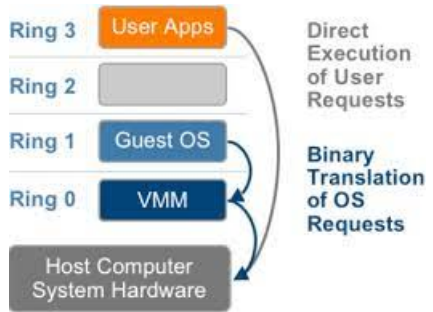 Ring 3
User Apps
Direct
Execution
of User
Requests
Ring 2
Ring 1
Guest OS
Binary
Translation
of OS
Requests
Ring 0
VMM
Host Computer
System Hardware